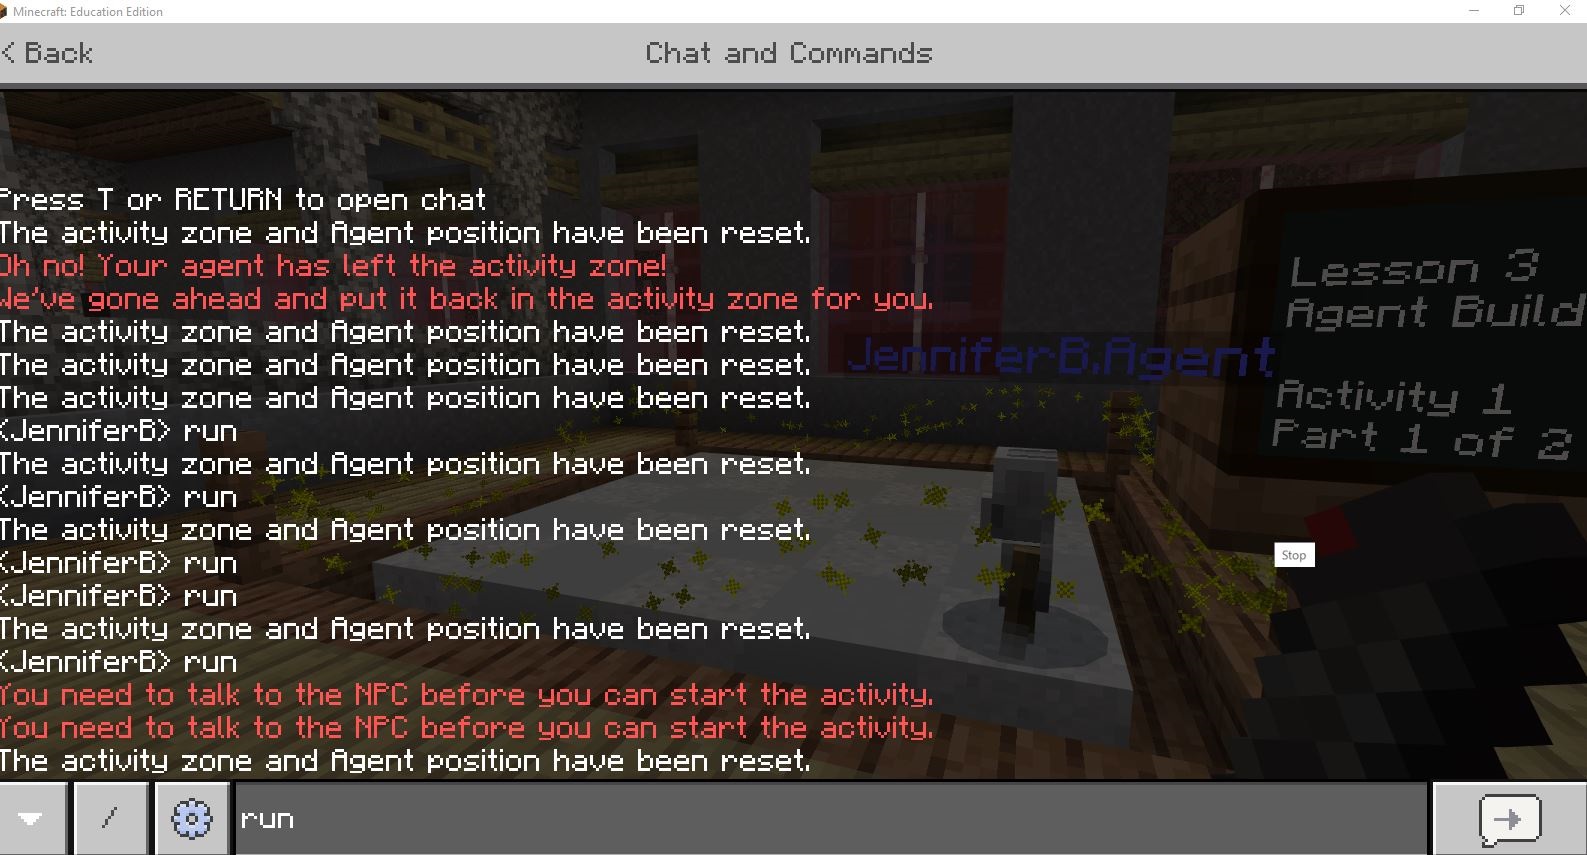 Minecraft: Education Edition
< Back
Chat and Commands
Press T or RETURN to open chat
The activity zone and Agent position have been reset.
Oh no! Your agent has left the activity zone!
We've gone ahead and put it back in the activity zone for you.
The activity zone and Agent position have been reset.
The activity zone and Agent position have been reset.
The activity zone and Agent position have been reset.
<JenniferB> run
The activity zone and Agent position have been reset.
<JenniferB> run
The activity zone and Agent position have been reset.
<JenniferB> run
<JenniferB> run
The activity zone and Agent position have been reset.
<JenniferB> run
You need to talk to the NPC before you can start the activity.
You need to talk to the NPC before you can start the activity.
The activity zone and Agent position have been reset.
JenniferB.Agent
Lesson 3
Agent Build
Activity 1
Part 1 of 2
Stop
/
run